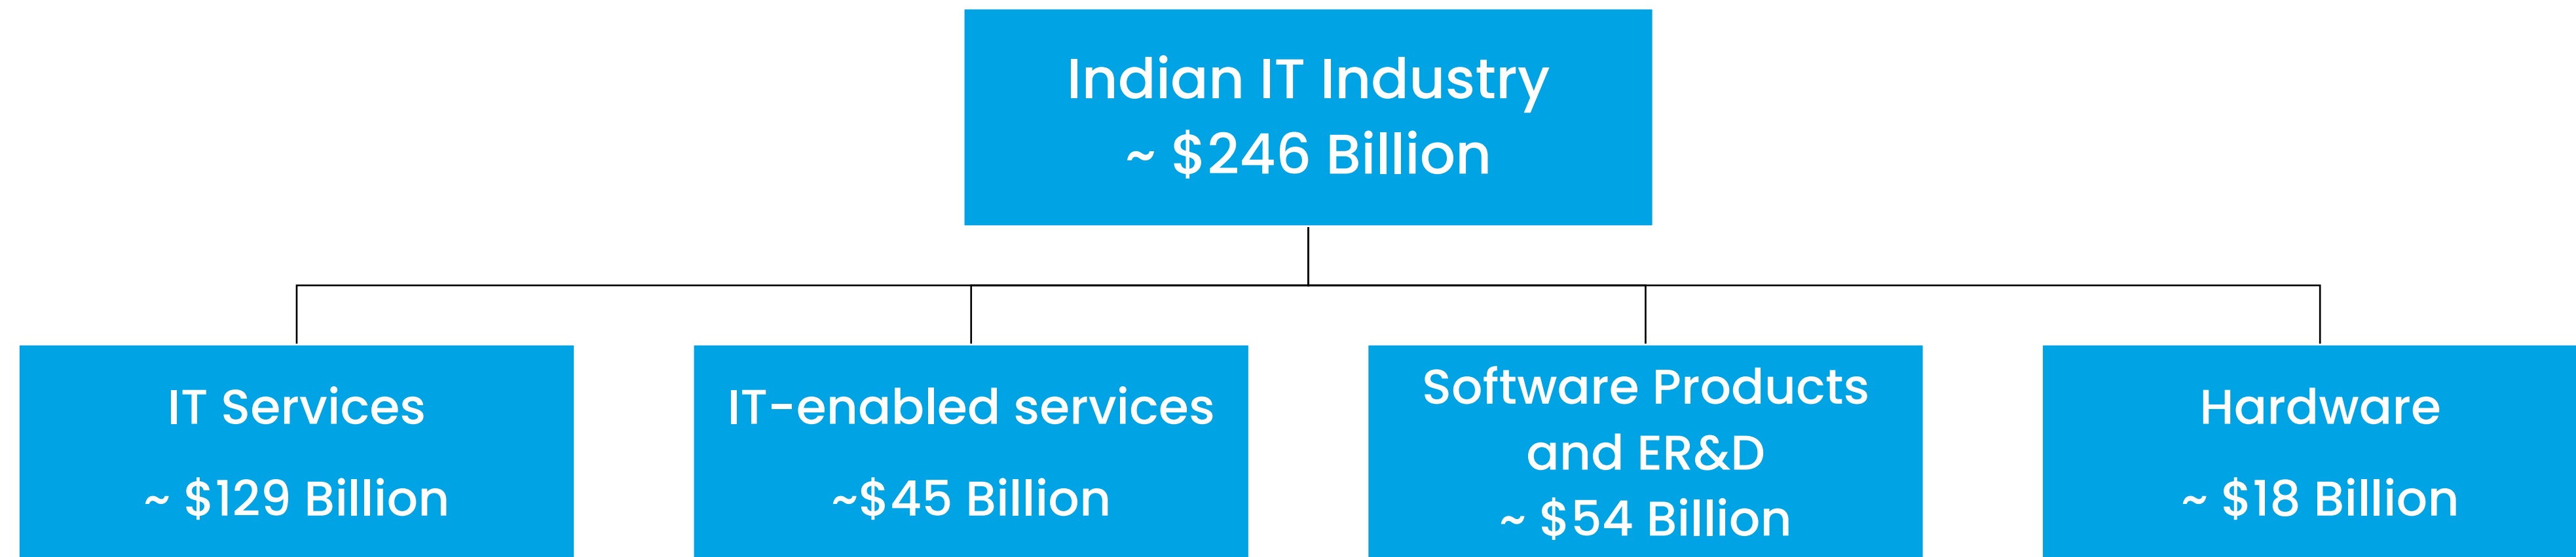 Indian IT Industry
~ $246 Billion
IT Services
~ $129 Billion
IT-enabled services
~$45 Billion
Software Products
and ER&D
~ $54 Billion
Hardware
~ $18 Billion